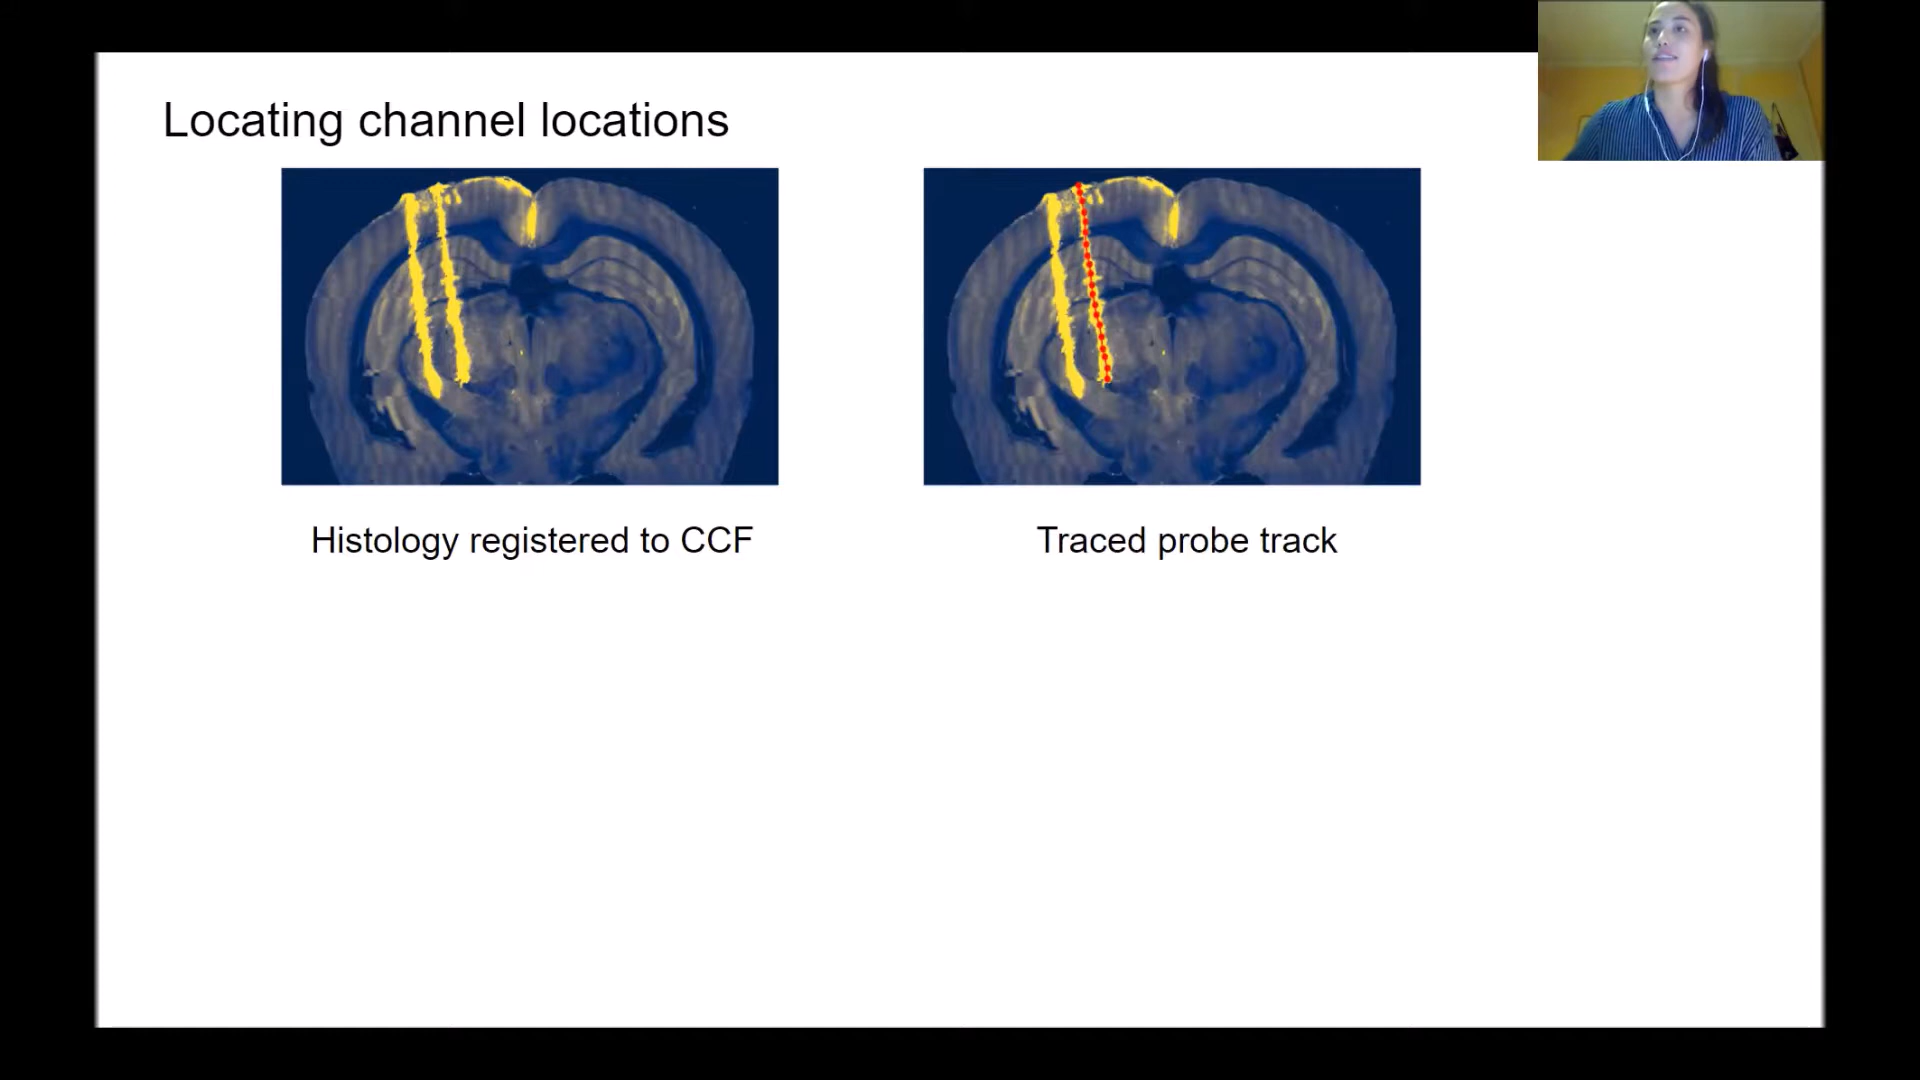 Locating channel locations
Histology registered to CCF
Traced probe track